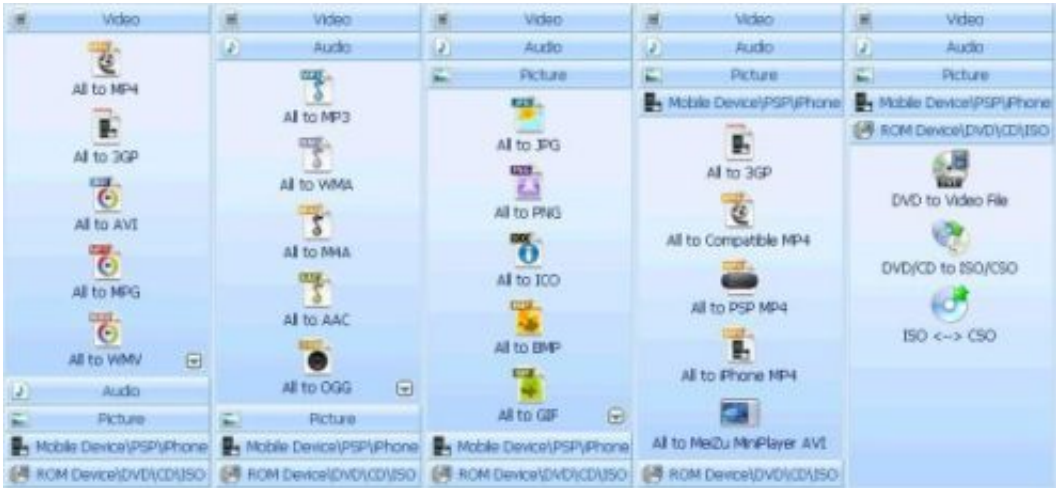 Video
All to MP4
All to 3GP
All to AVI
All to MPG
All to WMV
Audio
Picture
Mobile Device\PSP\iPhone
ROM Device\DVD\CD\ISO
Video
Audio
All to MP3
All to WMA
All to M4A
All to AAC
All to OGG
Picture
Mobile Device\PSP\iPhone
ROM Device\DVD\CD\ISO
Video
Audio
Picture
All to JPG
All to PNG
All to ICO
All to BMP
All to GIF
Mobile Device\PSP\iPhone
ROM Device\DVD\CD\ISO
Video
Audio
Picture
Mobile Device\PSP\iPhone
All to 3GP
All to Compatible MP4
All to PSP MP4
All to iPhone MP4
All to MeiZu MiniPlayer AVI
ROM Device\DVD\CD\ISO
Video
Audio
Picture
Mobile Device\PSP\iPhone
ROM Device\DVD\CD\ISO
DVD to Video File
DVD/CD to ISO/CSO
ISO <--> CSO